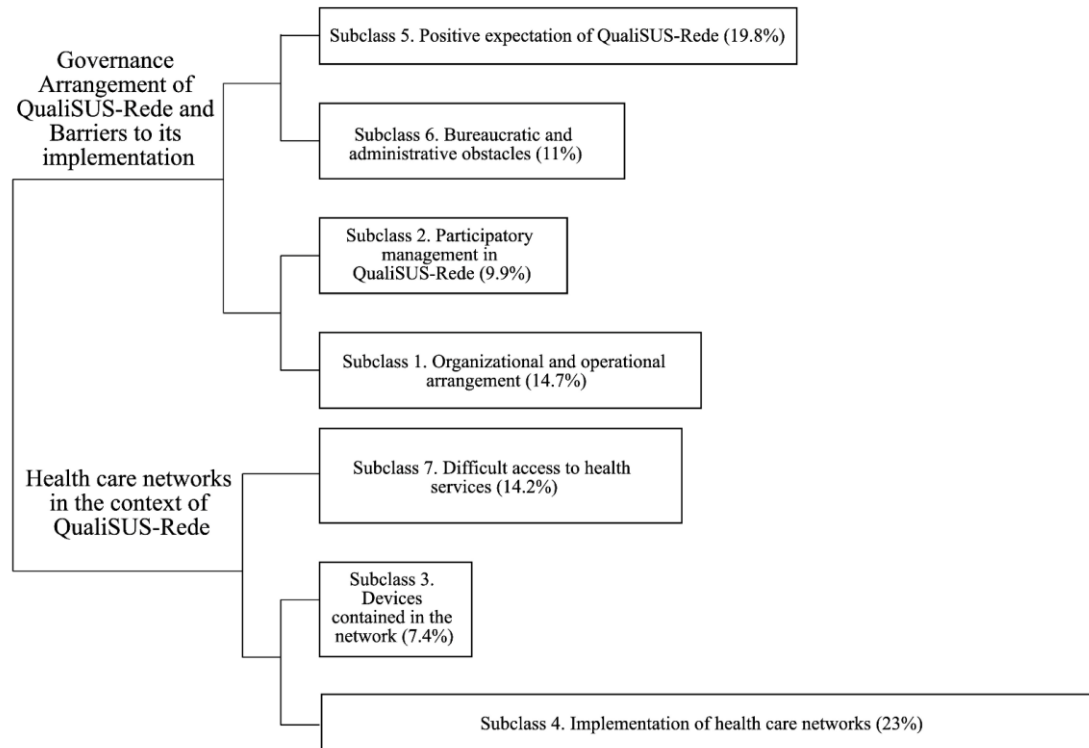 Governance
Arrangement of
QualiSUS-Rede and
Barriers to its
implementation
Subclass 5. Positive expectation of QualiSUS-Rede (19.8%)
Subclass 6. Bureaucratic and
administrative obstacles (11%)
Subclass 2. Participatory
management in
QualiSUS-Rede (9.9%)
Subclass 1. Organizational and operational
arrangement (14.7%)
Health care networks
in the context of
QualiSUS-Rede
Subclass 7. Difficult access to health
services (14.2%)
Subclass 3.
Devices
contained in the
network (7.4%)
Subclass 4. Implementation of health care networks (23%)